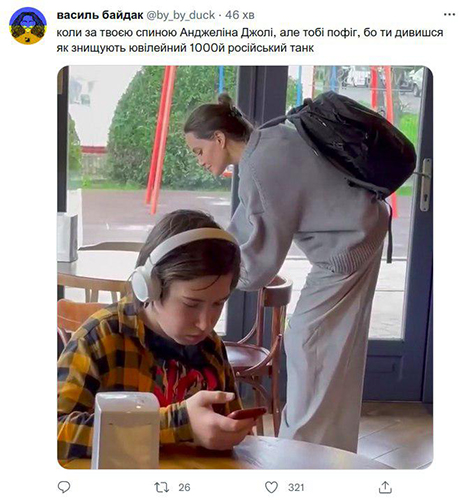 василь байдак @by_by_duck · 46 хв
коли за твоєю спиною Анджеліна Джолі, але тобі пофіг, бо ти дивишся
як знищують ювілейний 1000й російський танк
26
321